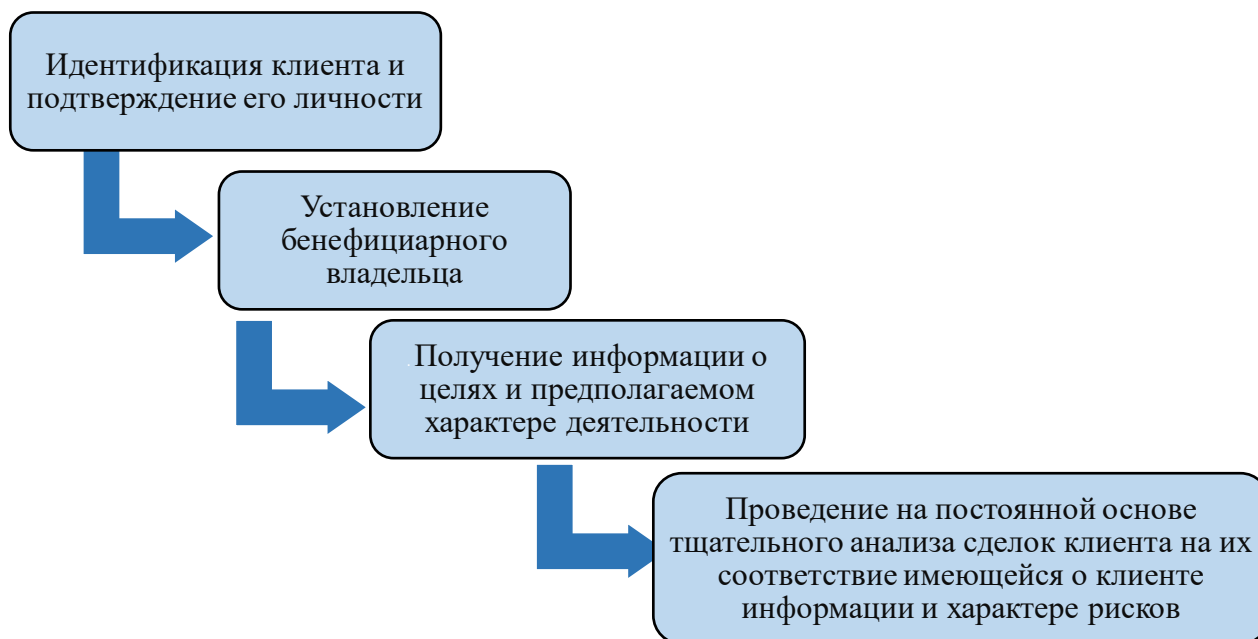 Идентификация клиента и
подтверждение его личности
Установление
бенефициарного
владельца
Получение информации о
целях и предполагаемом
характере деятельности
Проведение на постоянной основе
тщательного анализа сделок клиента на их
соответствие имеющейся о клиенте
информации и характере рисков